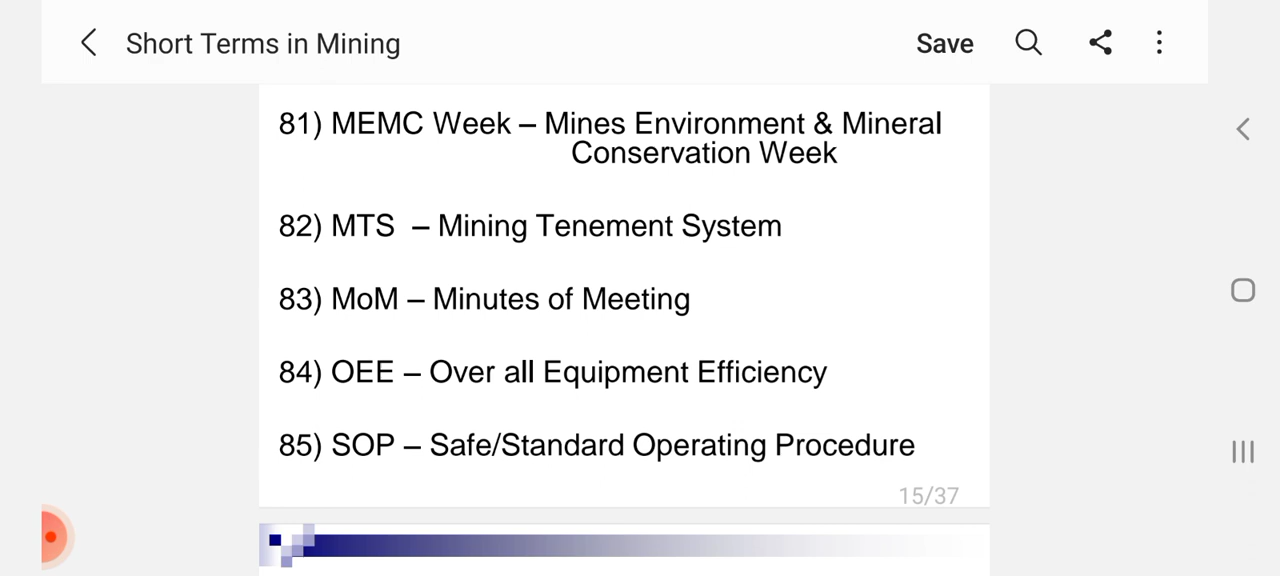 Short Terms in Mining
Save
81) MEMC Week – Mines Environment & Mineral
Conservation Week
82) MTS – Mining Tenement System
83) MoM – Minutes of Meeting
84) OEE – Over all Equipment Efficiency
85) SOP – Safe/Standard Operating Procedure
15/37